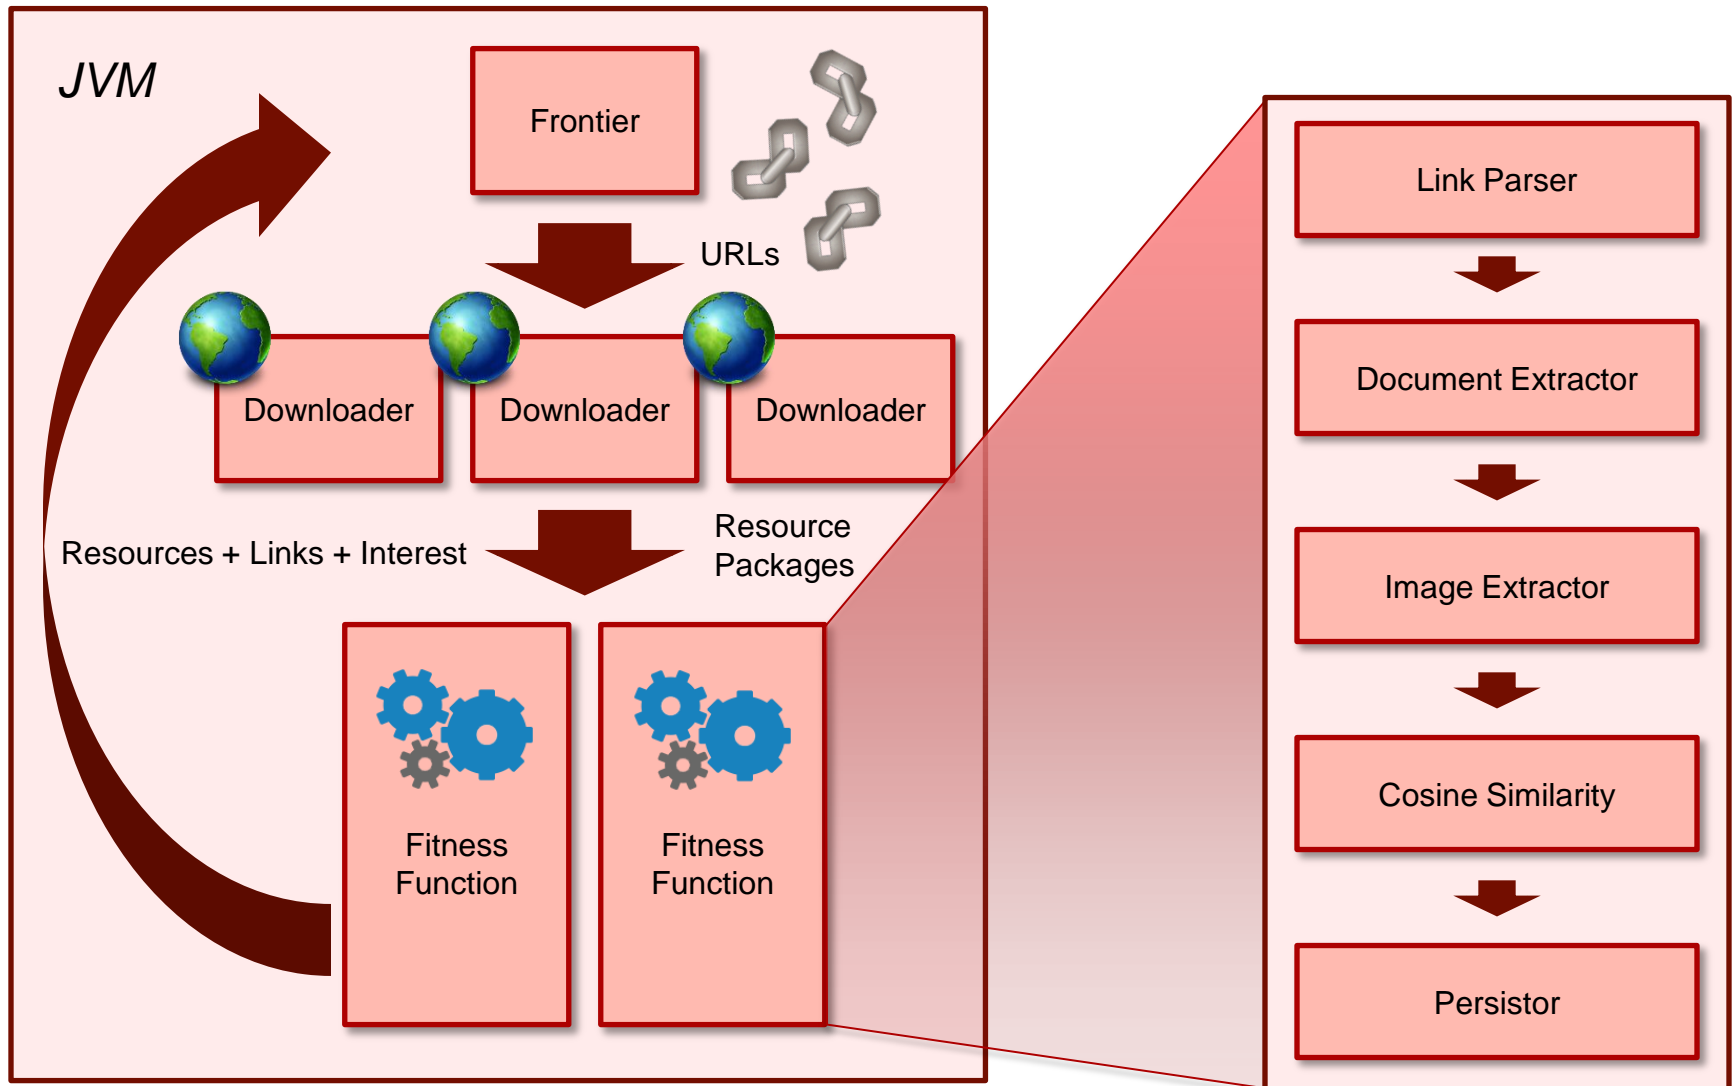 JVM
Frontier
URLs
Downloader
Downloader
Downloader
Resources + Links + Interest
Resource
Packages
Fitness
Function
Fitness
Function
Link Parser
Document Extractor
Image Extractor
Cosine Similarity
Persistor